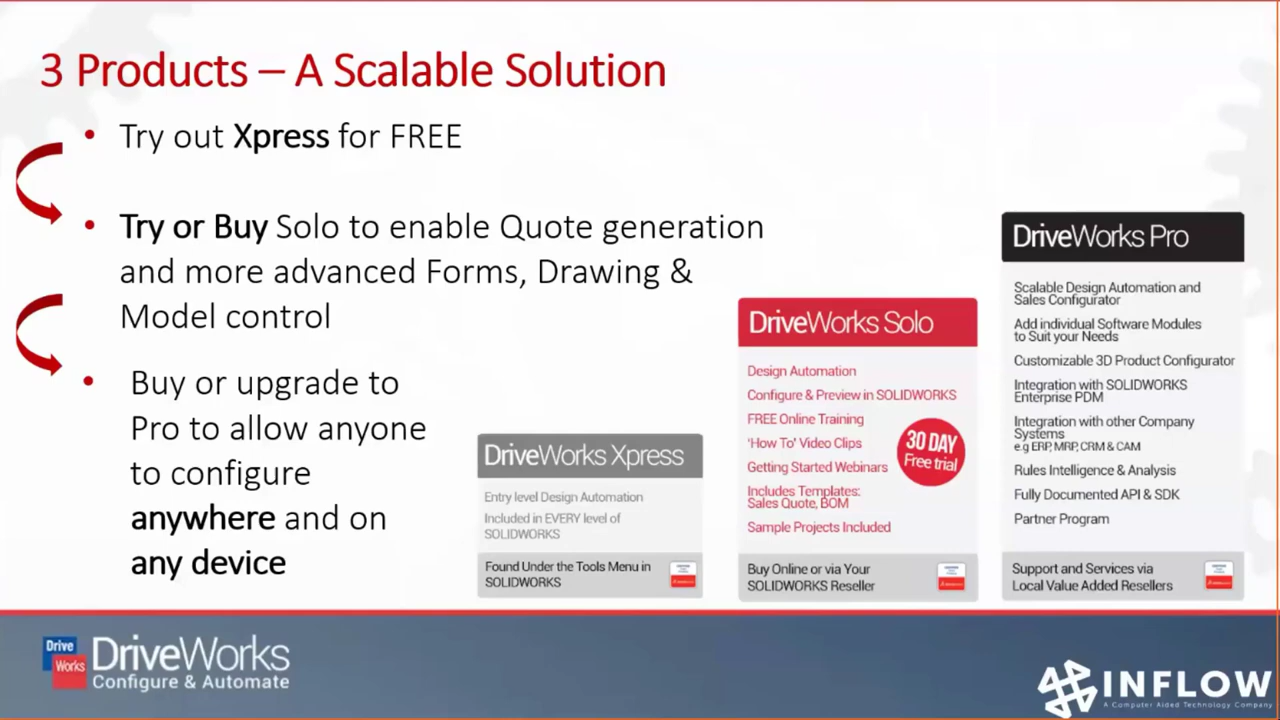 3 Products – A Scalable Solution
• Try out Xpress for FREE
• Try or Buy Solo to enable Quote generation
and more advanced Forms, Drawing &
Model control
• Buy or upgrade to
Pro to allow anyone
to configure
anywhere and on
any device
DriveWorks Xpress
Entry level Design Automation
Included in EVERY level of
SOLIDWORKS
Found Under the Tools Menu in
SOLIDWORKS
DriveWorks Solo
Design Automation
Configure & Preview in SOLIDWORKS
FREE Online Training
'How To' Video Clips
Getting Started Webinars
Includes Templates:
Sales Quote, BOM
Sample Projects Included
30 DAY
Free trial
Buy Online or via Your
SOLIDWORKS Reseller
DriveWorks Pro
Scalable Design Automation and
Sales Configurator
Add individual Software Modules
to Suit your Needs
Customizable 3D Product Configurator
Integration with SOLIDWORKS
Enterprise PDM
Integration with other Company
Systems
e.g ERP, MRP, CRM & CAM
Rules Intelligence & Analysis
Fully Documented API & SDK
Partner Program
Support and Services via
Local Value Added Resellers
Drive
Works
DriveWorks
Configure & Automate
INFLOW
A Computer Aided Technology Company